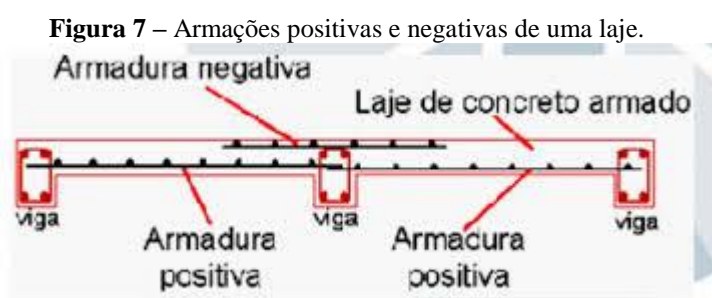 Figura 7 – Armações positivas e negativas de uma laje.
Armadura negativa
Laje de concreto armado
viga
viga
viga
Armadura
positiva
Armadura
positiva